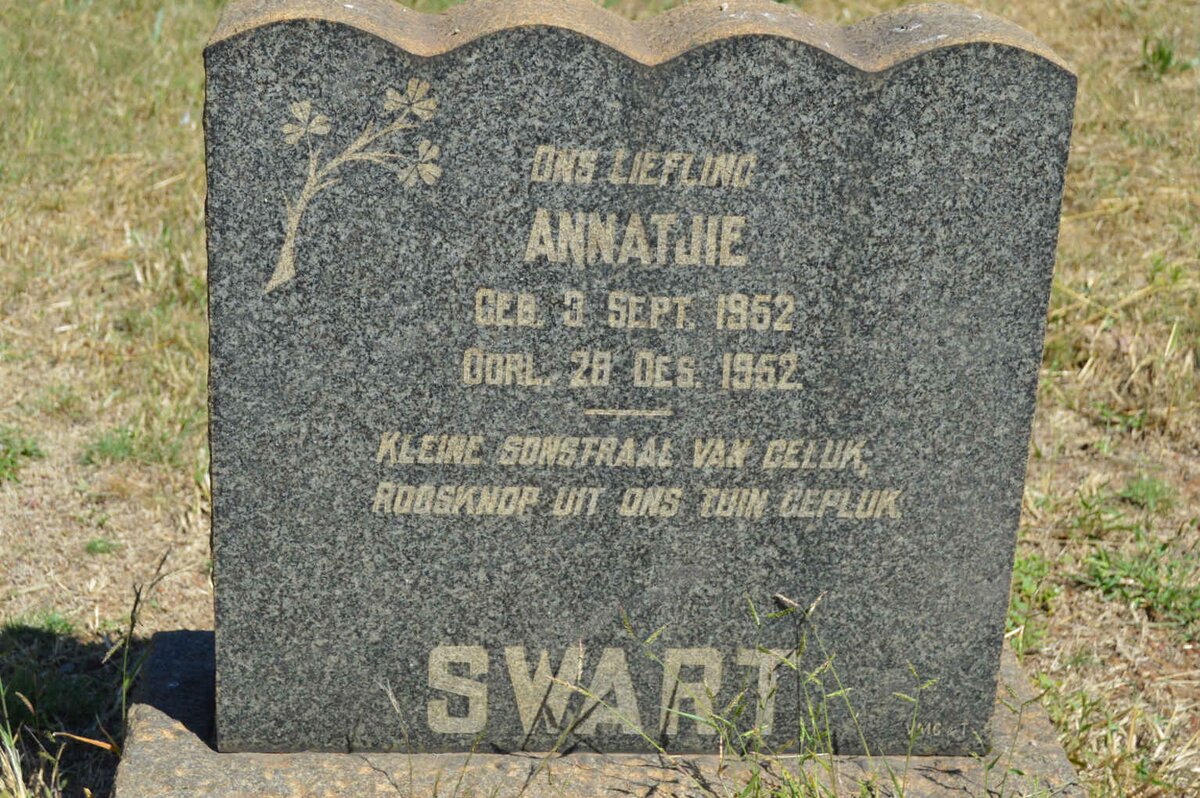 ONS LIEFLING
ANNATJIE
GEB. 3 SEPT. 1952
OORL. 28 DES. 1952
KLEINE SONSTRAAL VAN GELUK,
ROOSKNOP UIT ONS TUIN GEPLUK
SWART